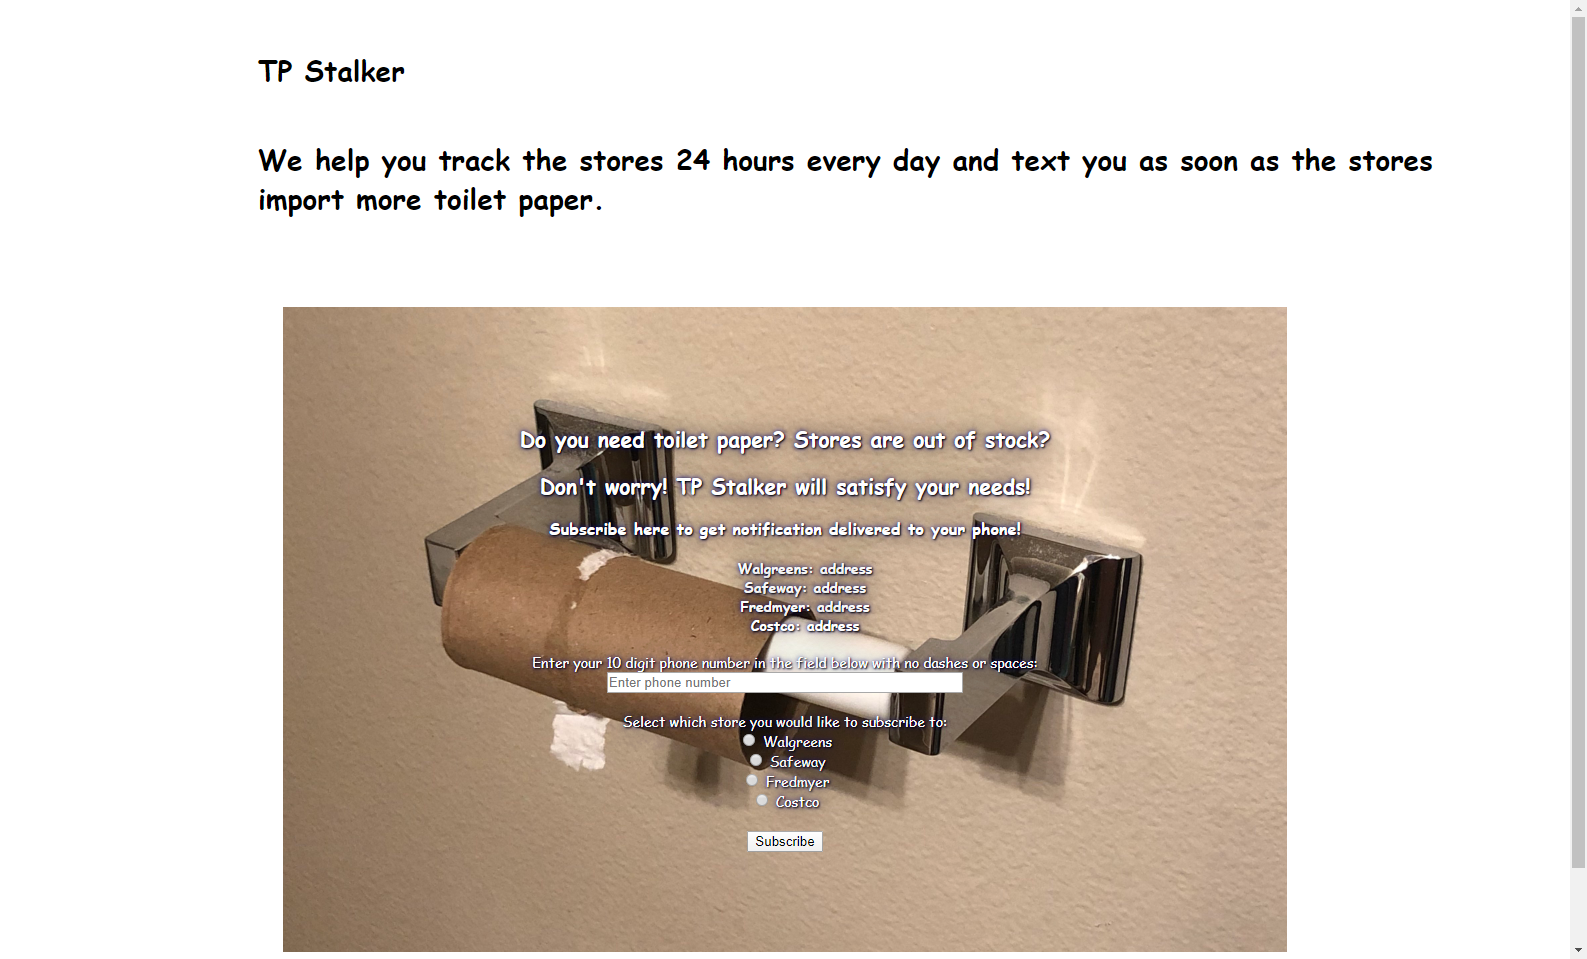 TP Stalker
We help you track the stores 24 hours every day and text you as soon as the stores
import more toilet paper.
Do you need toilet paper? Stores are out of stock?
Don't worry! TP Stalker will satisfy your needs!
Subscribe here to get notification delivered to your phone!
Walgreens: address
Safeway: address
Fredmyer: address
Costco: address
Enter your 10 digit phone number in the field below with no dashes or spaces:
Enter phone number
Select which store you would like to subscribe to:
Walgreens
Safeway
Fredmyer
Costco
Subscribe